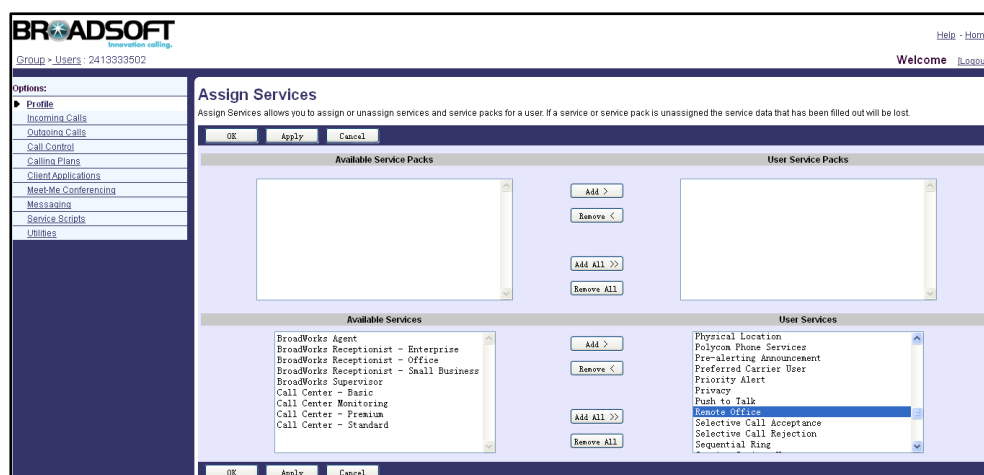 BROADSOFT
Innovation calling.
Help - Hom
Group > Users : 2413333502
Welcome [Logou
Options:
Profile
Incoming Calls
Outgoing Calls
Call Control
Calling Plans
Client Applications
Meet-Me Conferencing
Messaging
Service Scripts
Utilities
Assign Services
Assign Services allows you to assign or unassign services and service packs for a user. If a service or service pack is unassigned the service data that has been filled out will be lost.
OK Apply Cancel
Available Service Packs User Service Packs
Add >
Remove <
Add All >>
Remove All
Available Services User Services
BroadWorks Agent
BroadWorks Receptionist - Enterprise
BroadWorks Receptionist - Office
BroadWorks Receptionist - Small Business
BroadWorks Supervisor
Call Center - Basic
Call Center Monitoring
Call Center - Premium
Call Center - Standard
Add >
Remove <
Add All >>
Remove All
Physical Location
Polycom Phone Services
Pre-alerting Announcement
Preferred Carrier User
Priority Alert
Privacy
Push to Talk
Remote Office
Selective Call Acceptance
Selective Call Rejection
Sequential Ring
OK Apply Cancel